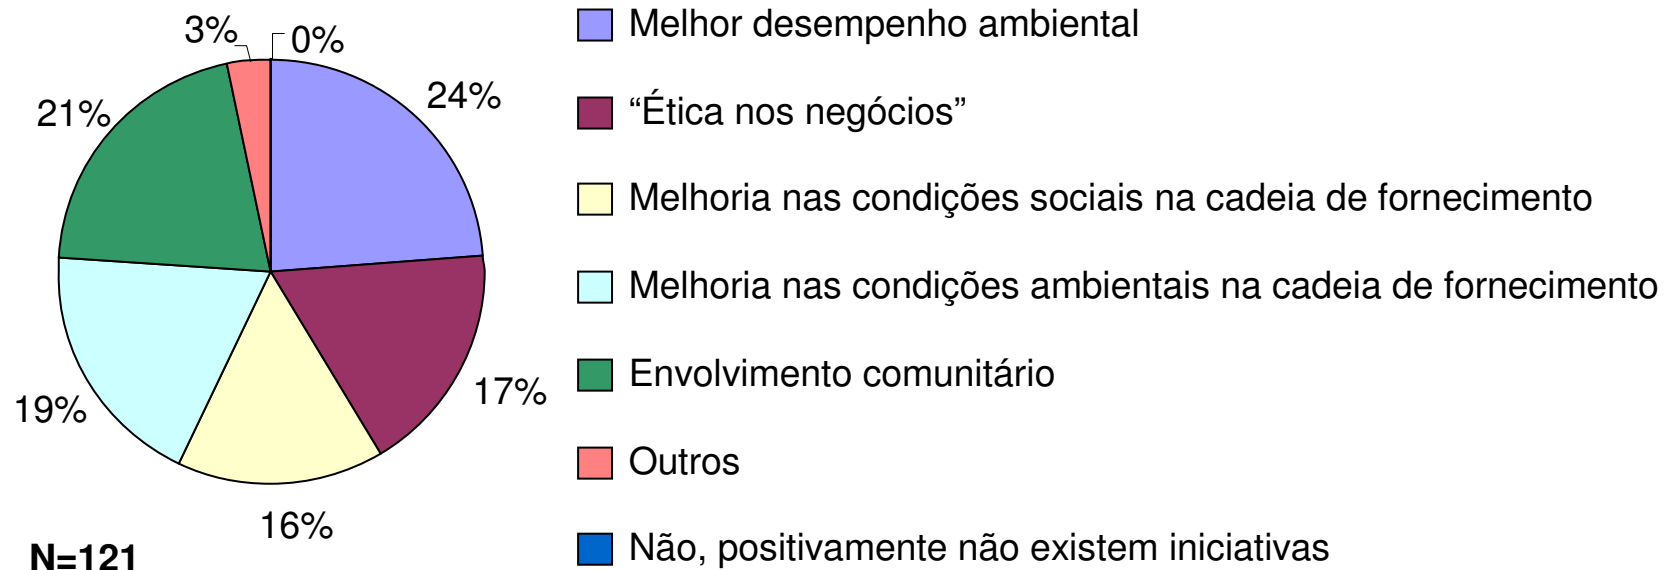 3%
0%
24%
21%
17%
19%
16%
N=121
Melhor desempenho ambiental
“Ética nos negócios”
Melhoria nas condições sociais na cadeia de fornecimento
Melhoria nas condições ambientais na cadeia de fornecimento
Envolvimento comunitário
Outros
Não, positivamente não existem iniciativas